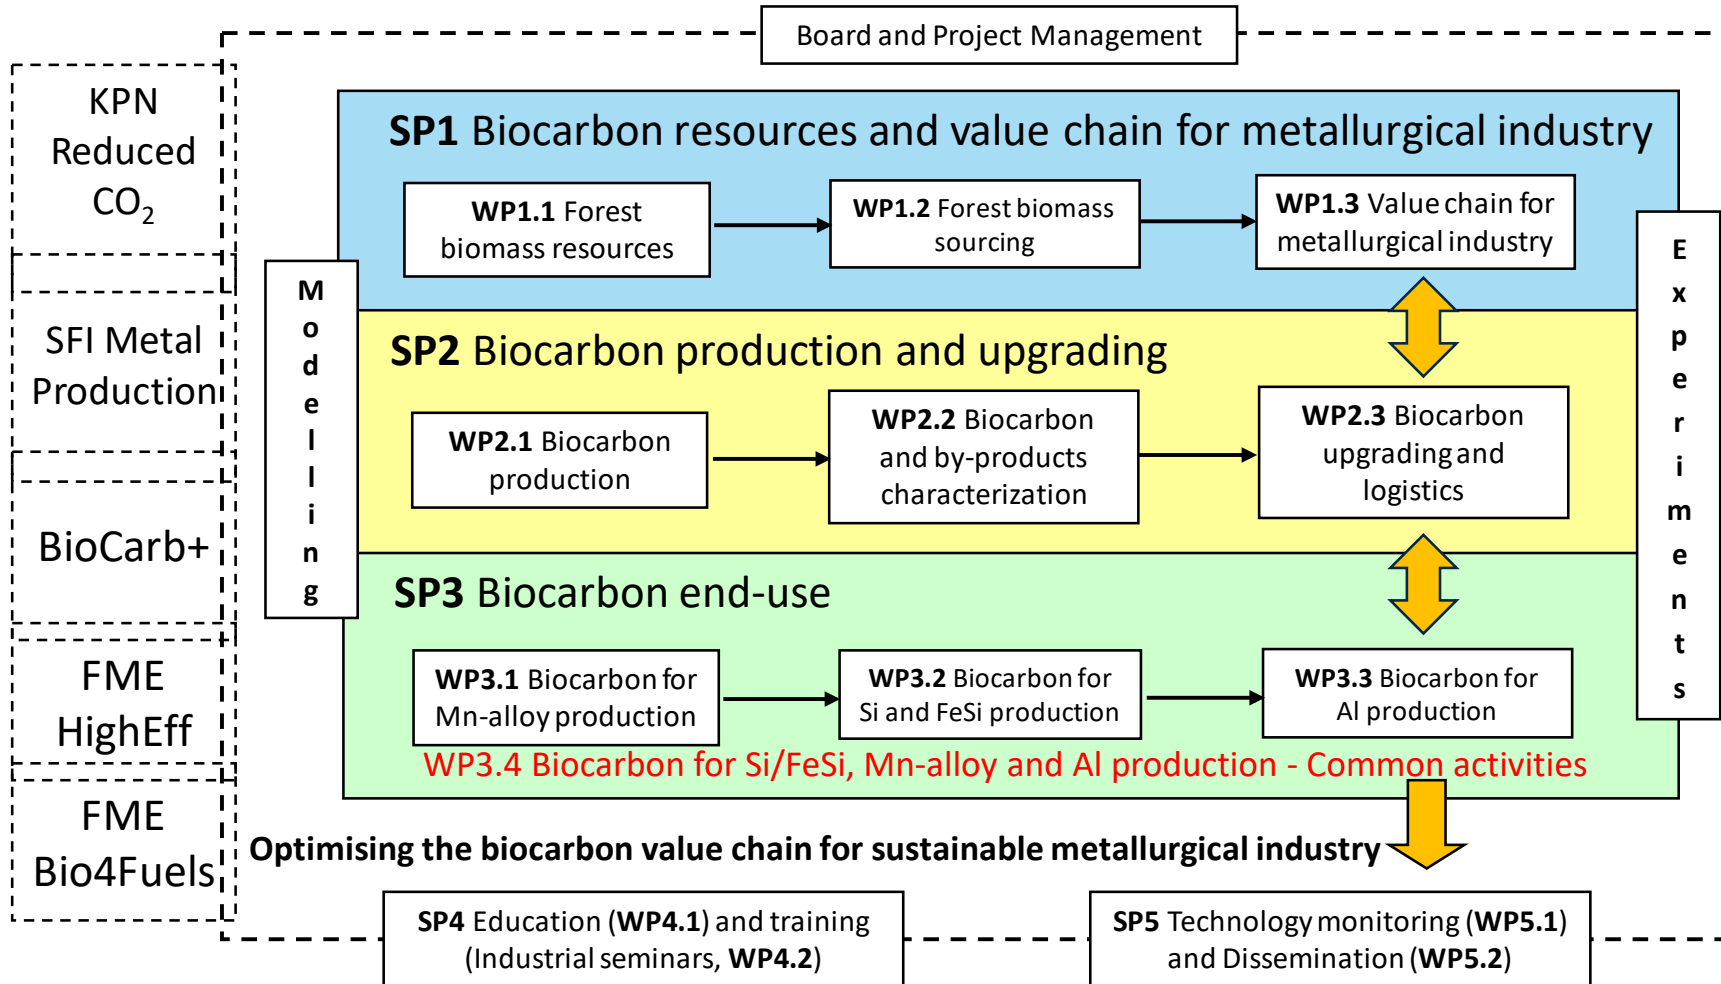 Board and Project Management
KPN
Reduced
CO₂
SFI Metal
Production
BioCarb+
FME
HighEff
FME
Bio4Fuels
Modelling
SP1 Biocarbon resources and value chain for metallurgical industry
WP1.1 Forest
biomass resources
WP1.2 Forest biomass
sourcing
WP1.3 Value chain for
metallurgical industry
SP2 Biocarbon production and upgrading
WP2.1 Biocarbon
production
WP2.2 Biocarbon
and by-products
characterization
WP2.3 Biocarbon
upgrading and
logistics
SP3 Biocarbon end-use
WP3.1 Biocarbon for
Mn-alloy production
WP3.2 Biocarbon for
Si and FeSi production
WP3.3 Biocarbon for
Al production
WP3.4 Biocarbon for Si/FeSi, Mn-alloy and Al production - Common activities
Experiments
Optimising the biocarbon value chain for sustainable metallurgical industry
SP4 Education (WP4.1) and training
(Industrial seminars, WP4.2)
SP5 Technology monitoring (WP5.1)
and Dissemination (WP5.2)